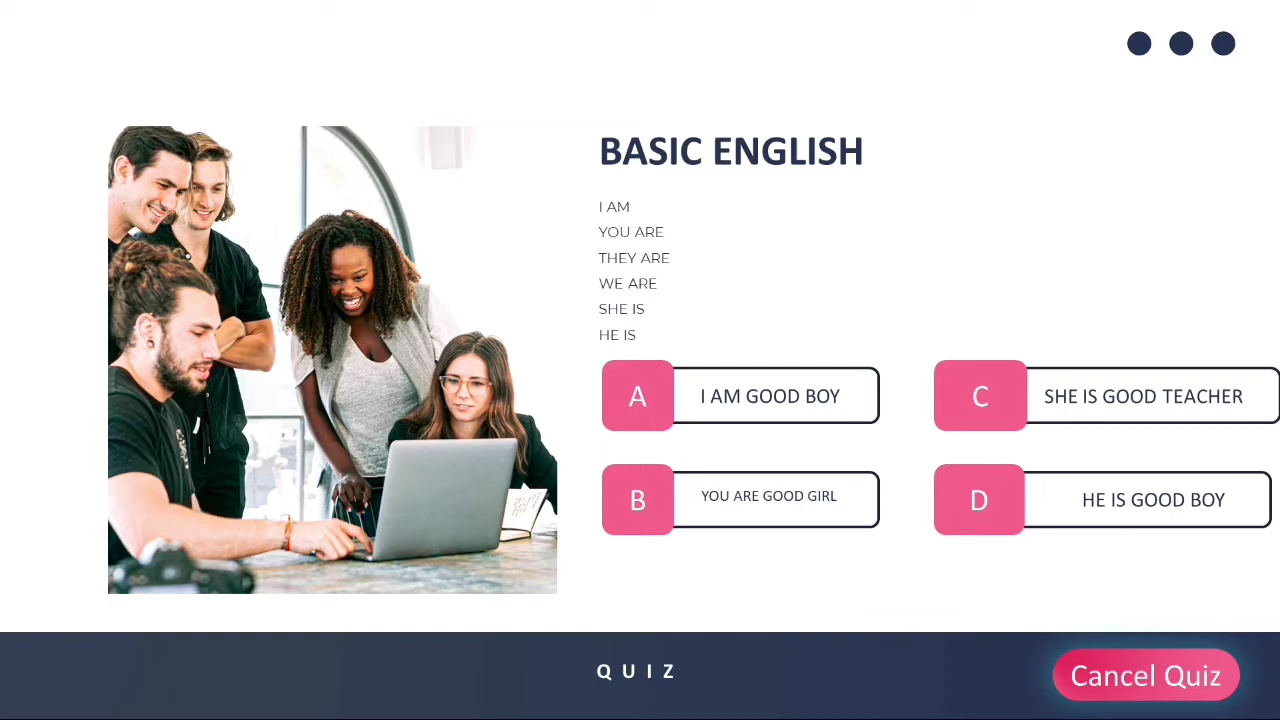 BASIC ENGLISH
I AM
YOU ARE
THEY ARE
WE ARE
SHE IS
HE IS
A I AM GOOD BOY
C SHE IS GOOD TEACHER
B YOU ARE GOOD GIRL
D HE IS GOOD BOY
QUIZ
Cancel Quiz